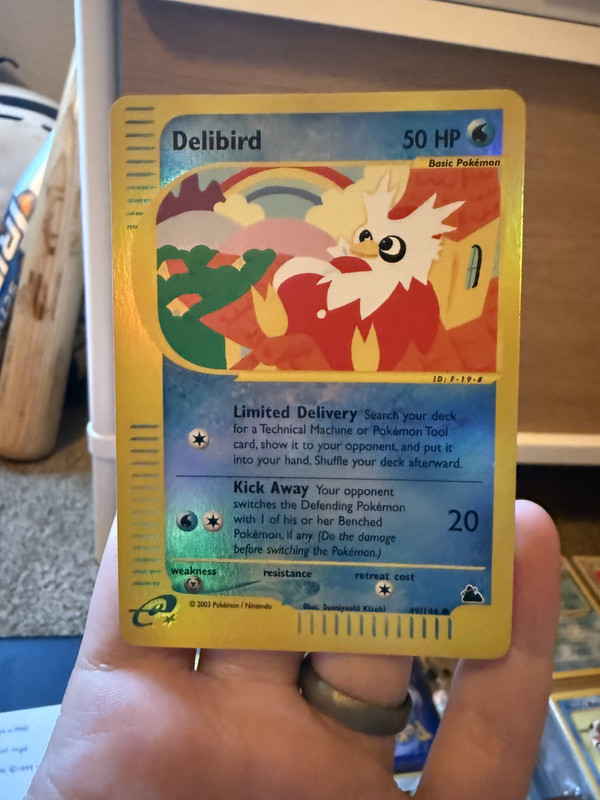 Delibird
50 HP
Basic Pokémon
ID: F-19-#
Limited Delivery Search your deck
for a Technical Machine or Pokémon Tool
card, show it to your opponent, and put it
into your hand. Shuffle your deck afterward.
Kick Away Your opponent
switches the Defending Pokémon
with 1 of his or her Benched
Pokémon, if any (Do the damage
before switching the Pokémon.)
20
weakness
resistance
retreat cost
© 2003 Pokémon / Nintendo
Illus. Sumiyoshi Kizuki
49/144